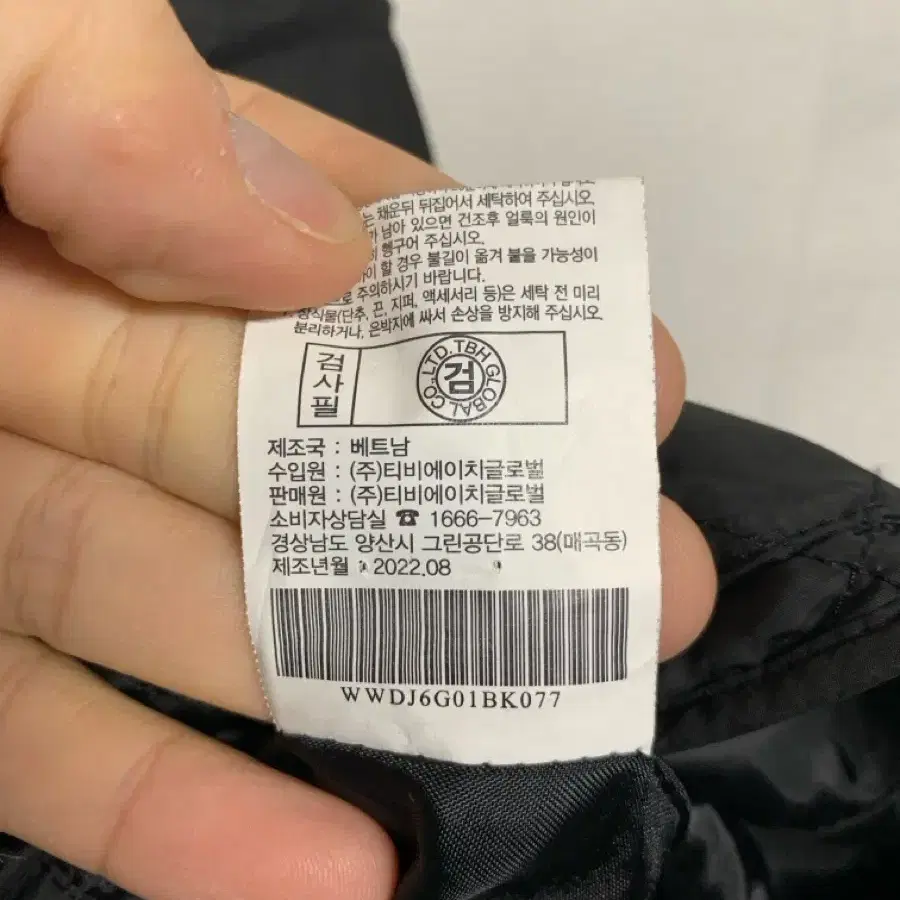 채운뒤 뒤집어서 세탁하여 주십시오.
남아 있으면 건조후 얼룩의 원인이
헹구어 주십시오.
할 경우 불길이 옮겨 붙을 가능성이
주의하시기 바랍니다.
장식물(단추, 끈, 지퍼, 액세서리 등)은 세탁 전 미리
분리하거나, 은박지에 싸서 손상을 방지해 주십시오.
검사필
CO.,LTD. TBH GLOBAL
검
제조국 : 베트남
수입원 : (주)티비에이치글로벌
판매원 : (주)티비에이치글로벌
소비자상담실 ☎ 1666-7963
경상남도 양산시 그린공단로 38(매곡동)
제조년월 : 2022.08
WWDJ6G01BK077